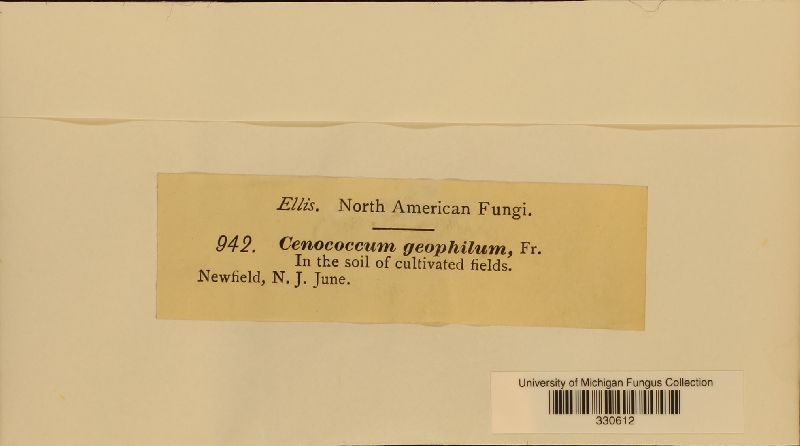 Ellis. North American Fungi.
942. Cenococcum geophilum, Fr.
In the soil of cultivated fields.
Newfield, N. J. June.
University of Michigan Fungus Collection
330612